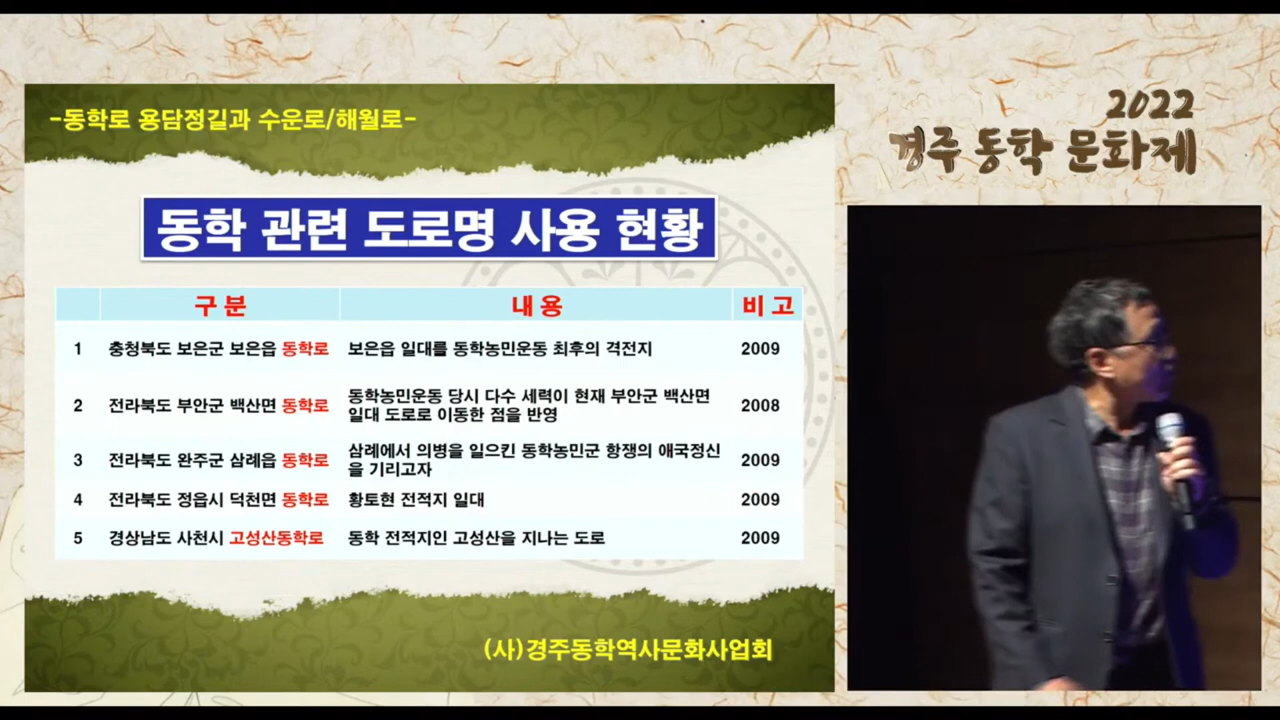 -동학로 용담정길과 수운로/해월로-
2022
경주 동학 문화제
동학 관련 도로명 사용 현황
구 분 내 용 비 고
1 충청북도 보은군 보은읍 동학로 보은읍 일대를 동학농민운동 최후의 격전지 2009
2 전라북도 부안군 백산면 동학로 동학농민운동 당시 다수 세력이 현재 부안군 백산면 2008
일대 도로로 이동한 점을 반영
3 전라북도 완주군 삼례읍 동학로 삼례에서 의병을 일으킨 동학농민군 항쟁의 애국정신 2009
을 기리고자
4 전라북도 정읍시 덕천면 동학로 황토현 전적지 일대 2009
5 경상남도 사천시 고성산동학로 동학 전적지인 고성산을 지나는 도로 2009
(사)경주동학역사문화사업회